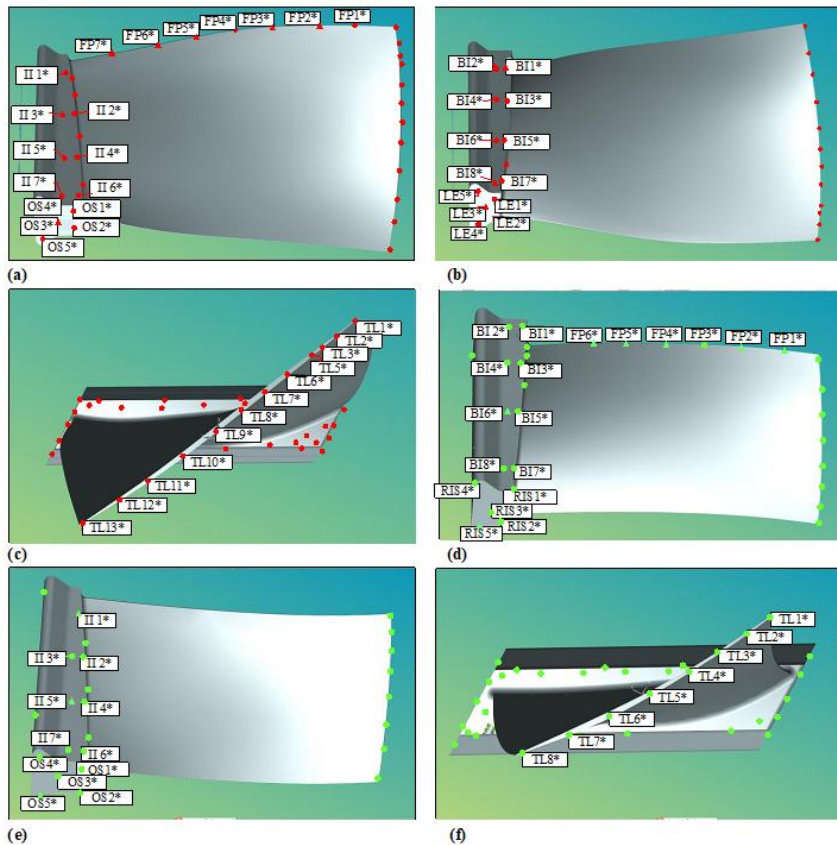 FP7* FP6* FP5* FP4* FP3* FP2* FP1*
II 1*
II 3* II 2*
II 5* II 4*
II 7* II 6*
OS4* OS1*
OS3* OS2*
OS5*
(a)
BI2* BI1*
BI4* BI3*
BI6* BI5*
BI8* BI7*
LE5* LE1*
LE3* LE2*
LE4*
(b)
TL1*
TL2*
TL3*
TL5*
TL6*
TL7*
TL8*
TL9*
TL10*
TL11*
TL12*
TL13*
(c)
BI 2* BI1* FP6* FP5* FP4* FP3* FP2* FP1*
BI4* BI3*
BI6* BI5*
BI8* BI7*
RIS4* RIS1*
RIS3*
RIS5* RIS2*
(d)
II 1*
II 3* II 2*
II 5* II 4*
II 7* II 6*
OS4* OS1*
OS3*
OS5* OS2*
(e)
TL1*
TL2*
TL3*
TL4*
TL5*
TL6*
TL7*
TL8*
(f)